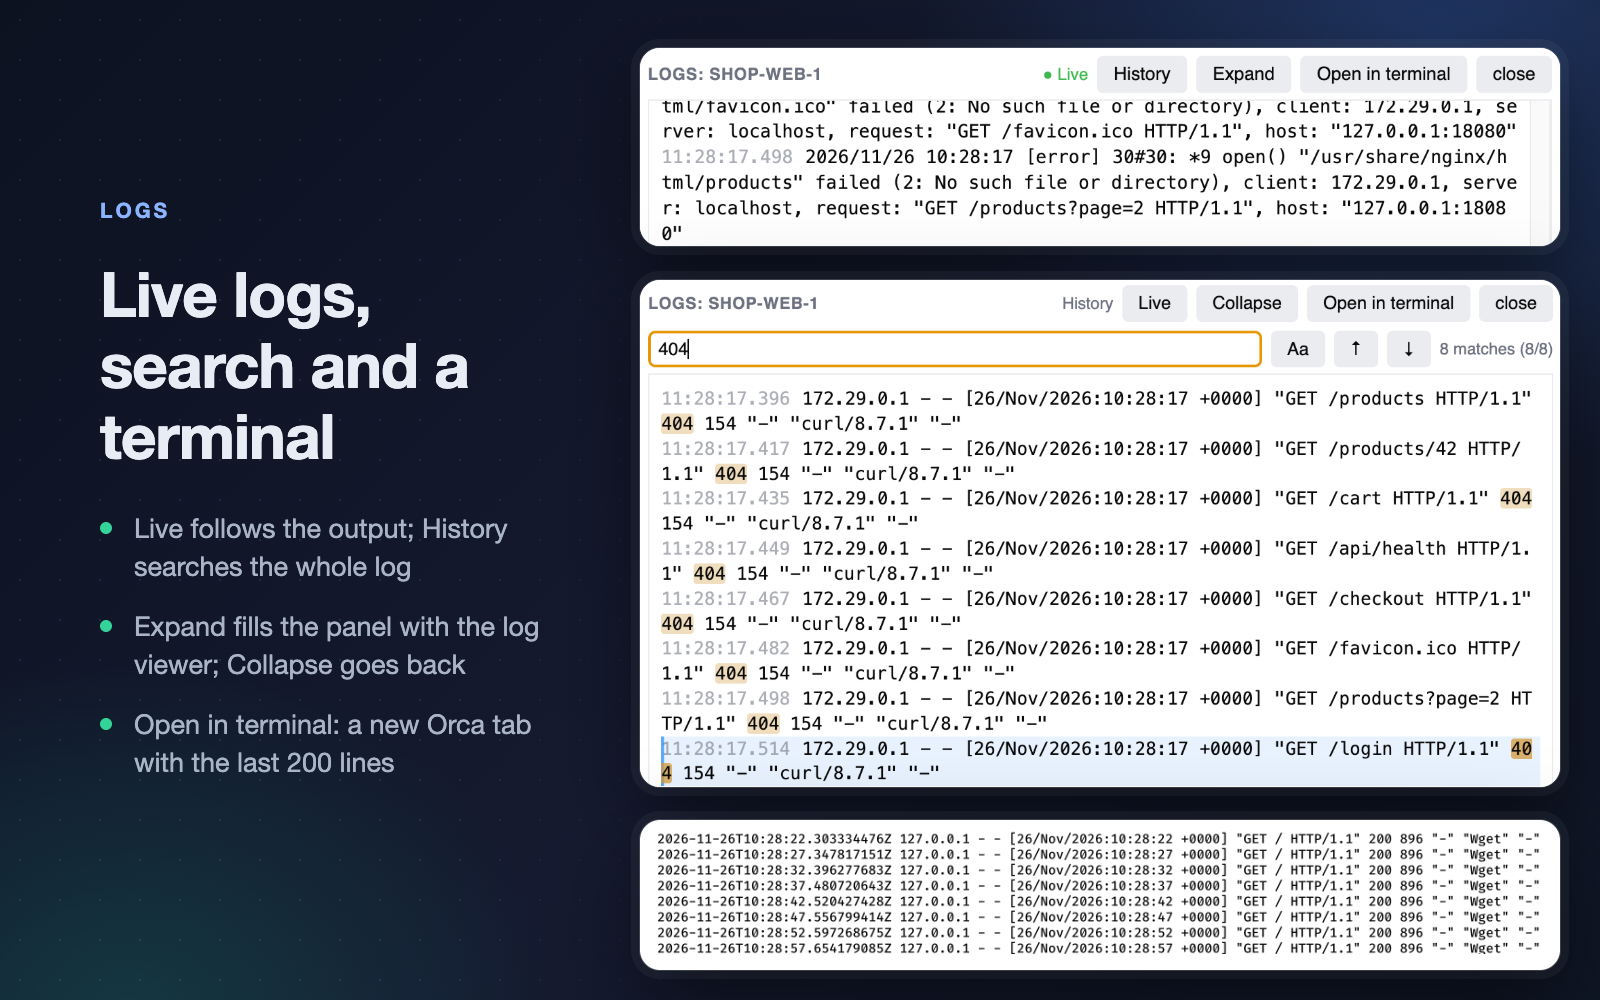 LOGS
Live logs,
search and a
terminal
Live follows the output; History
searches the whole log
Expand fills the panel with the log
viewer; Collapse goes back
Open in terminal: a new Orca tab
with the last 200 lines
LOGS: SHOP-WEB-1 Live History Expand Open in terminal close
tml/favicon.ico" failed (2: No such file or directory), client: 172.29.0.1, se
rver: localhost, request: "GET /favicon.ico HTTP/1.1", host: "127.0.0.1:18080"
11:28:17.498 2026/11/26 10:28:17 [error] 30#30: *9 open() "/usr/share/nginx/h
tml/products" failed (2: No such file or directory), client: 172.29.0.1, serve
r: localhost, request: "GET /products?page=2 HTTP/1.1", host: "127.0.0.1:1808
0"
LOGS: SHOP-WEB-1 History Live Collapse Open in terminal close
404 Aa ↑ ↓ 8 matches (8/8)
11:28:17.396 172.29.0.1 - - [26/Nov/2026:10:28:17 +0000] "GET /products HTTP/1.1"
404 154 "-" "curl/8.7.1" "-"
11:28:17.417 172.29.0.1 - - [26/Nov/2026:10:28:17 +0000] "GET /products/42 HTTP/
1.1" 404 154 "-" "curl/8.7.1" "-"
11:28:17.435 172.29.0.1 - - [26/Nov/2026:10:28:17 +0000] "GET /cart HTTP/1.1" 404
154 "-" "curl/8.7.1" "-"
11:28:17.449 172.29.0.1 - - [26/Nov/2026:10:28:17 +0000] "GET /api/health HTTP/1.
1" 404 154 "-" "curl/8.7.1" "-"
11:28:17.467 172.29.0.1 - - [26/Nov/2026:10:28:17 +0000] "GET /checkout HTTP/1.1"
404 154 "-" "curl/8.7.1" "-"
11:28:17.482 172.29.0.1 - - [26/Nov/2026:10:28:17 +0000] "GET /favicon.ico HTTP/
1.1" 404 154 "-" "curl/8.7.1" "-"
11:28:17.498 172.29.0.1 - - [26/Nov/2026:10:28:17 +0000] "GET /products?page=2 HT
TP/1.1" 404 154 "-" "curl/8.7.1" "-"
11:28:17.514 172.29.0.1 - - [26/Nov/2026:10:28:17 +0000] "GET /login HTTP/1.1" 40
4 154 "-" "curl/8.7.1" "-"
2026-11-26T10:28:22.303334476Z 127.0.0.1 - - [26/Nov/2026:10:28:22 +0000] "GET / HTTP/1.1" 200 896 "-" "Wget" "-"
2026-11-26T10:28:27.347817151Z 127.0.0.1 - - [26/Nov/2026:10:28:27 +0000] "GET / HTTP/1.1" 200 896 "-" "Wget" "-"
2026-11-26T10:28:32.396277683Z 127.0.0.1 - - [26/Nov/2026:10:28:32 +0000] "GET / HTTP/1.1" 200 896 "-" "Wget" "-"
2026-11-26T10:28:37.480720643Z 127.0.0.1 - - [26/Nov/2026:10:28:37 +0000] "GET / HTTP/1.1" 200 896 "-" "Wget" "-"
2026-11-26T10:28:42.520427428Z 127.0.0.1 - - [26/Nov/2026:10:28:42 +0000] "GET / HTTP/1.1" 200 896 "-" "Wget" "-"
2026-11-26T10:28:47.556799414Z 127.0.0.1 - - [26/Nov/2026:10:28:47 +0000] "GET / HTTP/1.1" 200 896 "-" "Wget" "-"
2026-11-26T10:28:52.597268675Z 127.0.0.1 - - [26/Nov/2026:10:28:52 +0000] "GET / HTTP/1.1" 200 896 "-" "Wget" "-"
2026-11-26T10:28:57.654179085Z 127.0.0.1 - - [26/Nov/2026:10:28:57 +0000] "GET / HTTP/1.1" 200 896 "-" "Wget" "-"